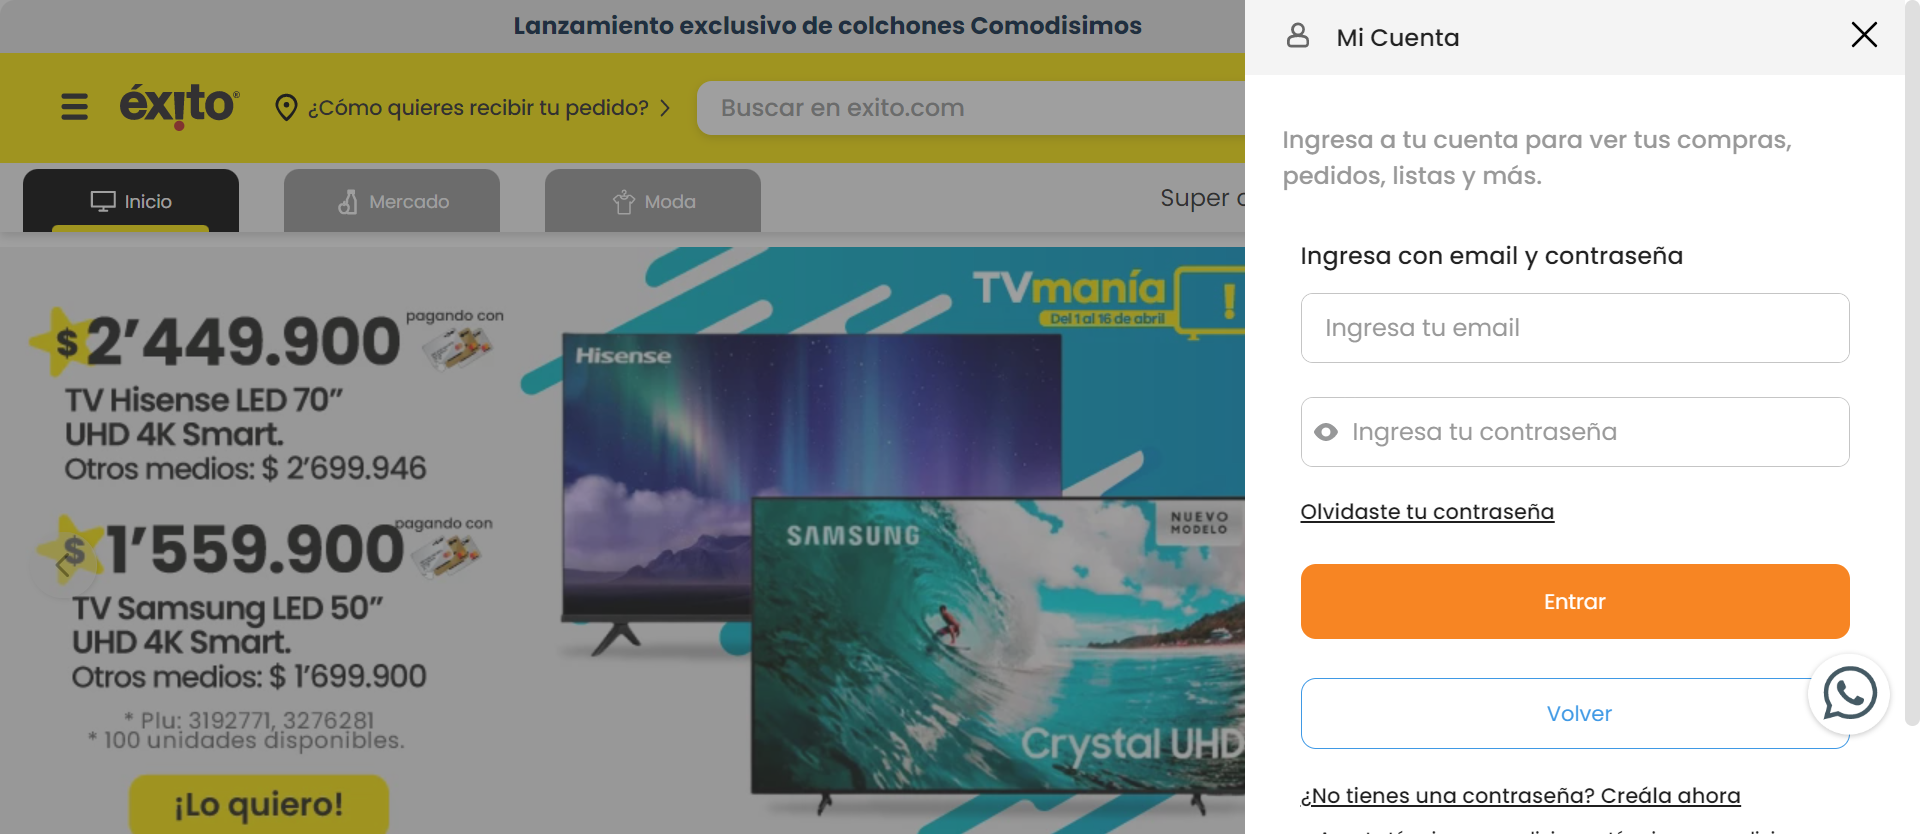 Lanzamiento exclusivo de colchones Comodisimos
éxito®
¿Cómo quieres recibir tu pedido?
Buscar en exito.com
Inicio
Mercado
Moda
Super
TVmanía
Del 1 al 16 de abril
$2'449.900
pagando con
TV Hisense LED 70”
UHD 4K Smart.
Otros medios: $ 2'699.946
$1'559.900
pagando con
TV Samsung LED 50”
UHD 4K Smart.
Otros medios: $ 1'699.900
* Plu: 3192771, 3276281
* 100 unidades disponibles.
¡Lo quiero!
Hisense
SAMSUNG
NUEVO
MODELO
Crystal UHD
Mi Cuenta
Ingresa a tu cuenta para ver tus compras,
pedidos, listas y más.
Ingresa con email y contraseña
Ingresa tu email
Ingresa tu contraseña
Olvidaste tu contraseña
Entrar
Volver
¿No tienes una contraseña? Creála ahora